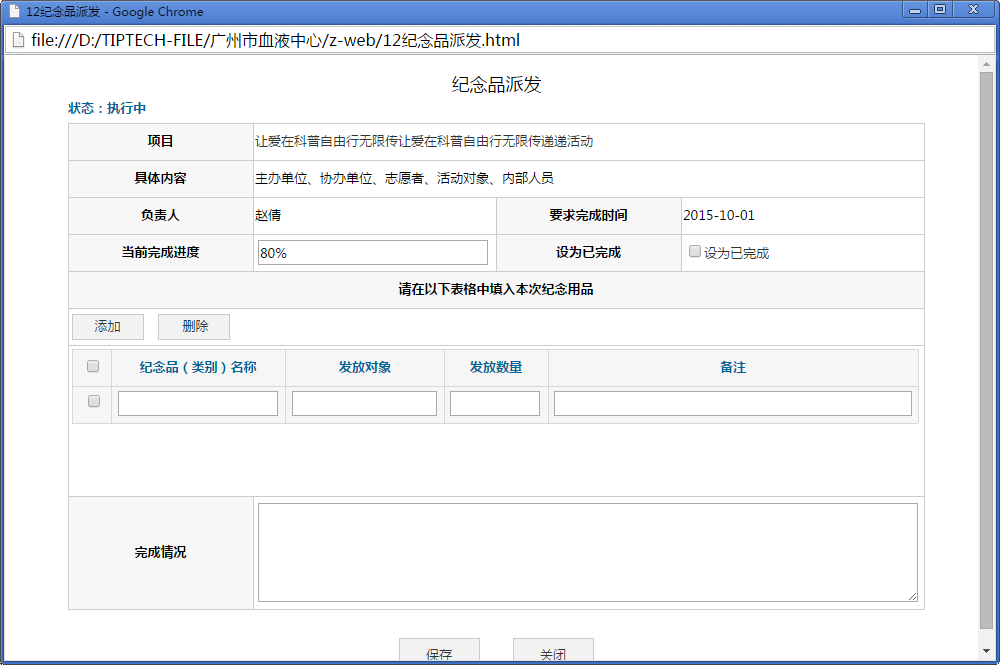 12纪念品派发 - Google Chrome
file:///D:/TIPTECH-FILE/广州市血液中心/z-web/12纪念品派发.html
纪念品派发
状态：执行中
项目 让爱在科普自由行无限传让爱在科普自由行无限传递递活动
具体内容 主办单位、协办单位、志愿者、活动对象、内部人员
负责人 赵倩 要求完成时间 2015-10-01
当前完成进度 80% 设为已完成 设为已完成
请在以下表格中填入本次纪念用品
添加 删除
纪念品（类别）名称 发放对象 发放数量 备注
完成情况
保存 关闭